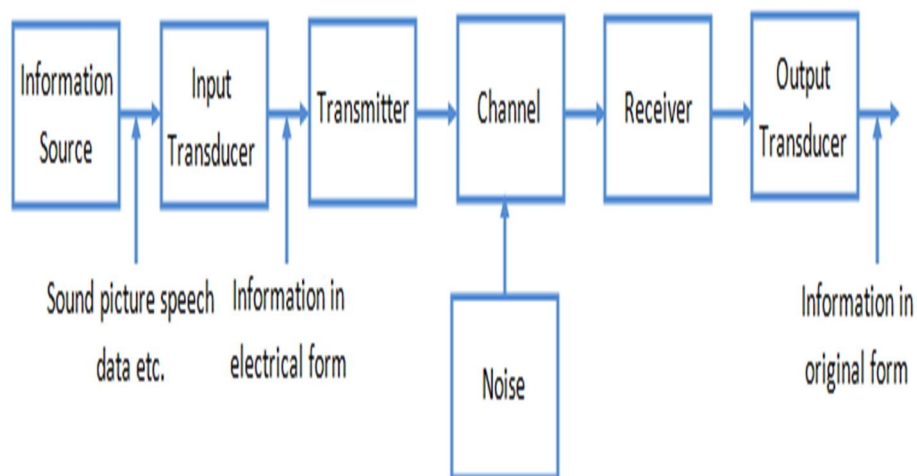 Information
Source
Input
Transducer
Transmitter
Channel
Receiver
Output
Transducer
Sound picture speech
data etc.
Information in
electrical form
Noise
Information in
original form